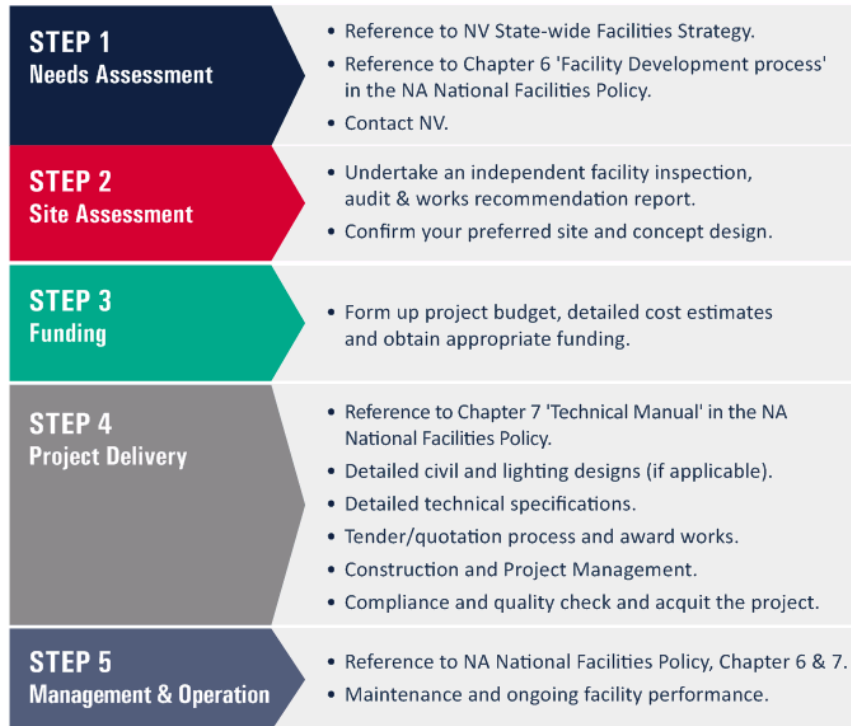 STEP 1
Needs Assessment
• Reference to NV State-wide Facilities Strategy.
• Reference to Chapter 6 'Facility Development process'
in the NA National Facilities Policy.
• Contact NV.
STEP 2
Site Assessment
• Undertake an independent facility inspection,
audit & works recommendation report.
• Confirm your preferred site and concept design.
STEP 3
Funding
• Form up project budget, detailed cost estimates
and obtain appropriate funding.
STEP 4
Project Delivery
• Reference to Chapter 7 'Technical Manual' in the NA
National Facilities Policy.
• Detailed civil and lighting designs (if applicable).
• Detailed technical specifications.
• Tender/quotation process and award works.
• Construction and Project Management.
• Compliance and quality check and acquit the project.
STEP 5
Management & Operation
• Reference to NA National Facilities Policy, Chapter 6 & 7.
• Maintenance and ongoing facility performance.